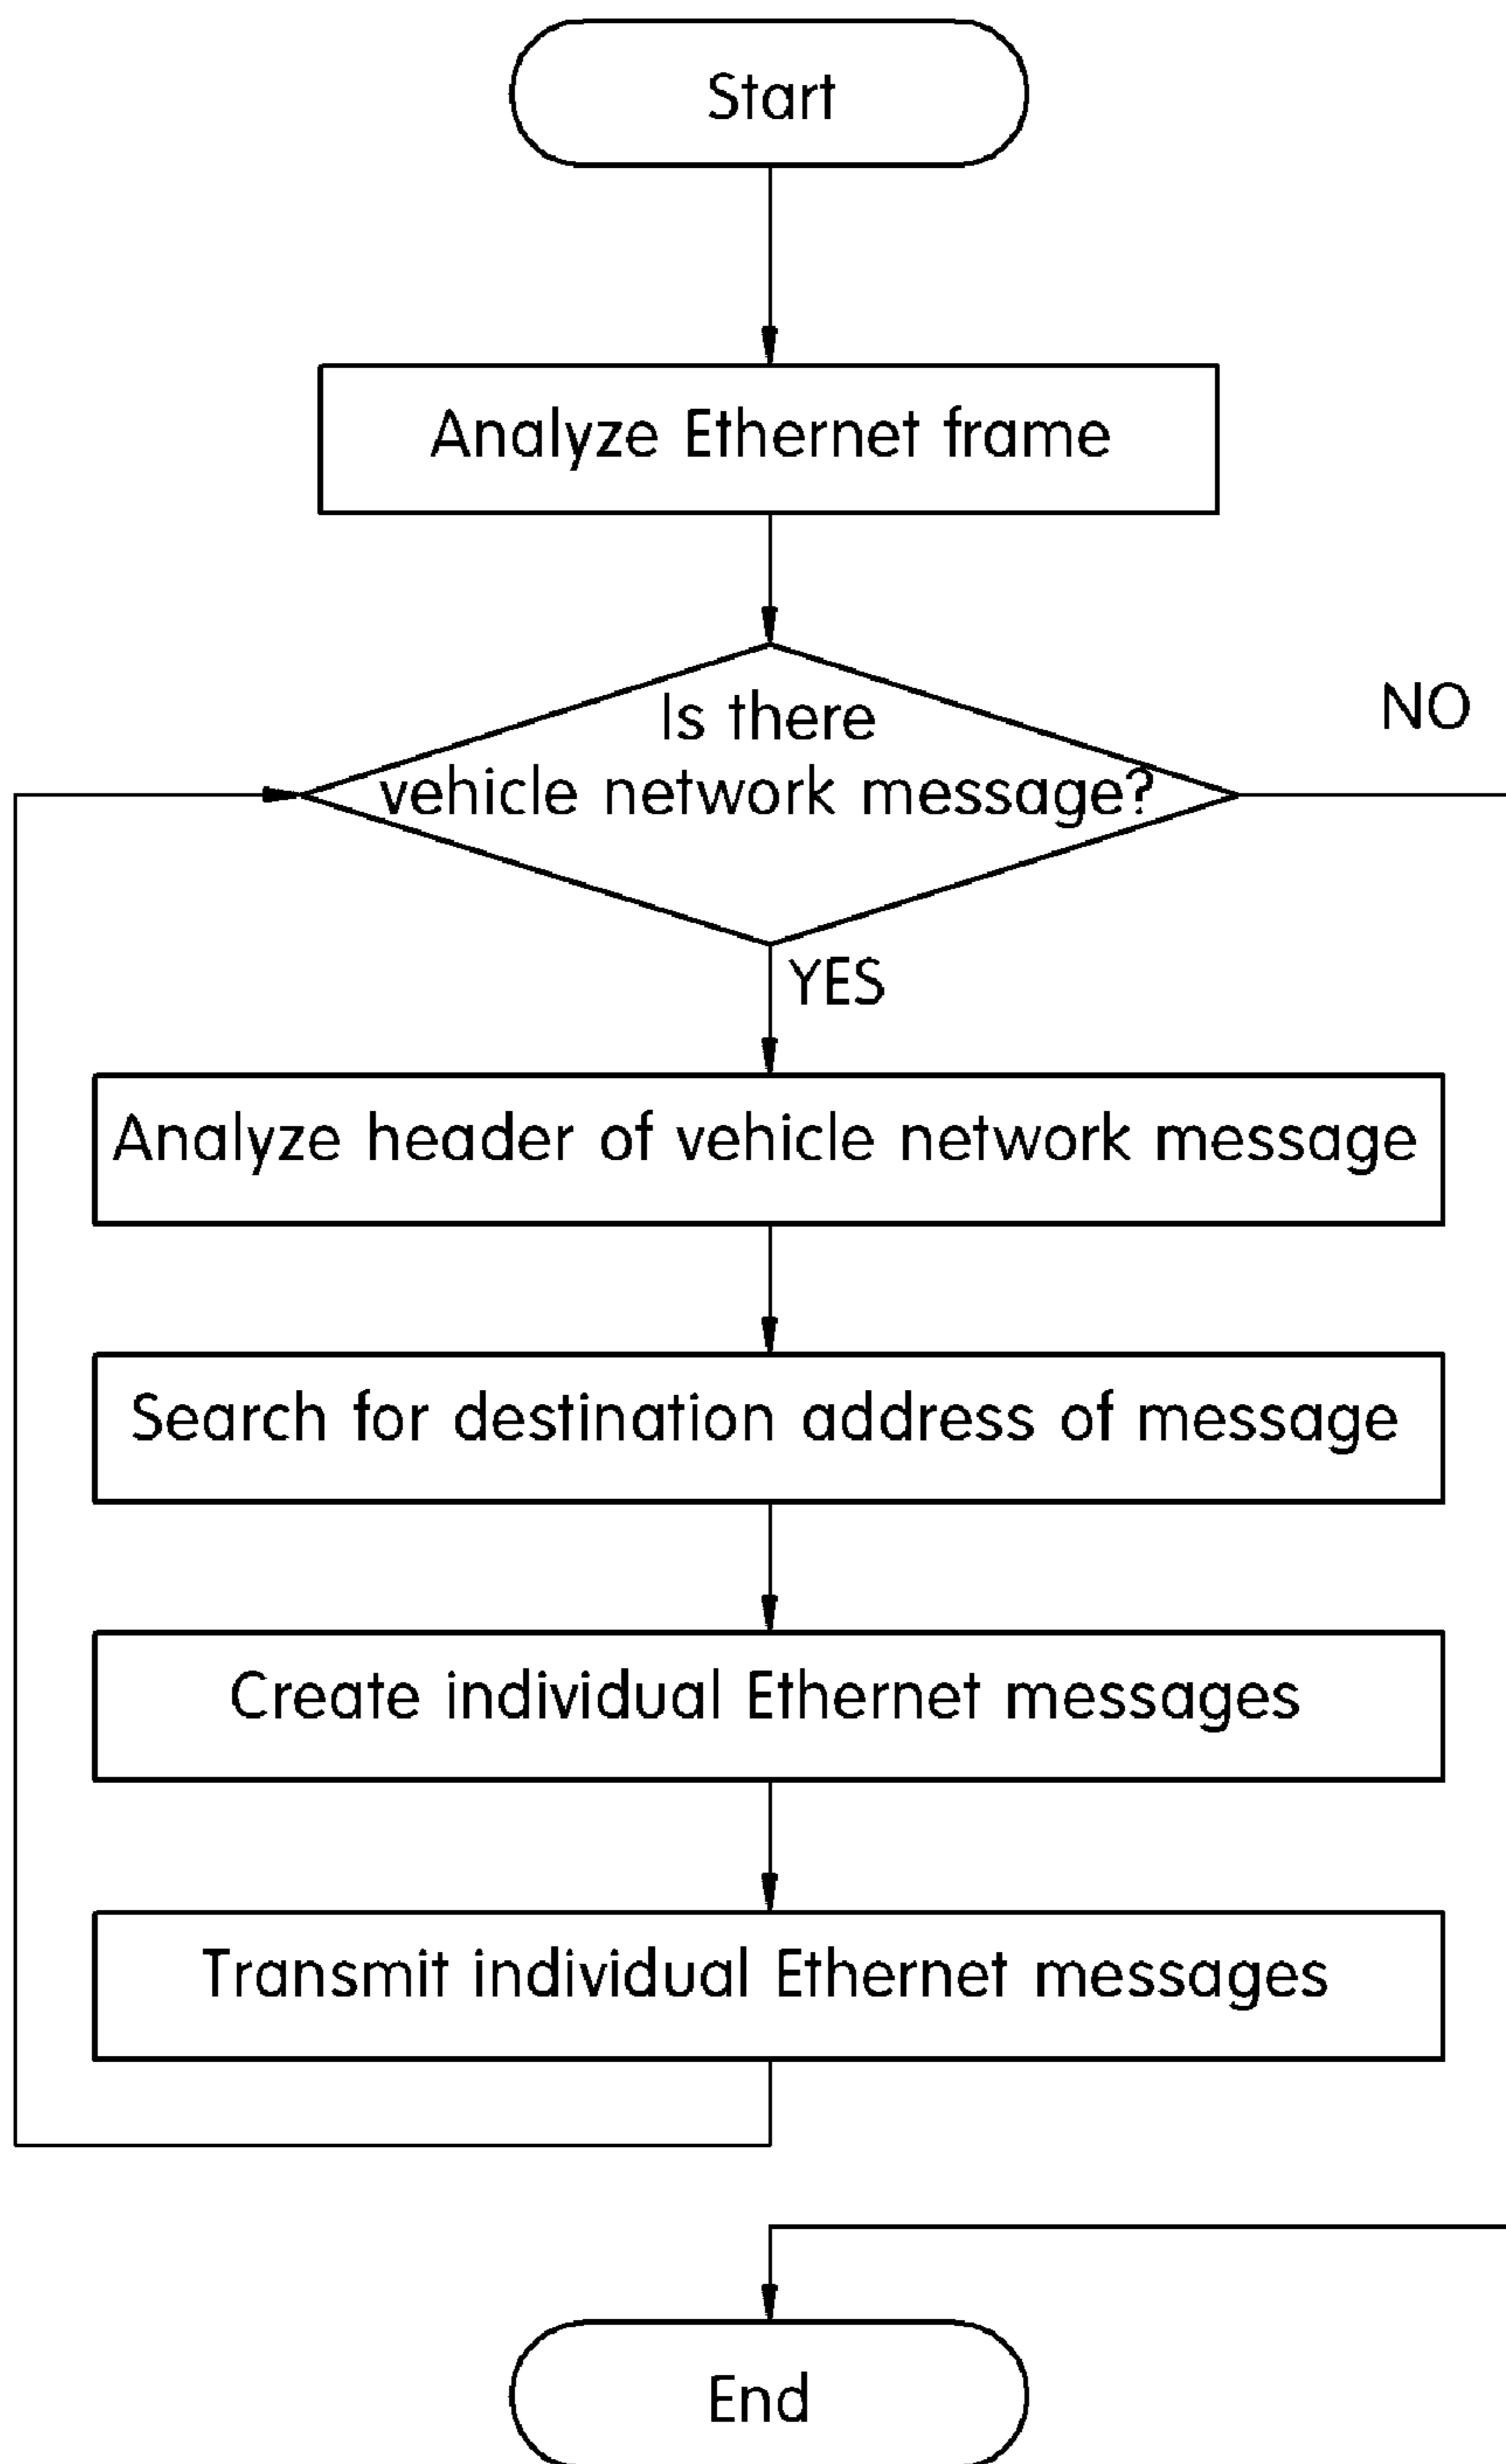 Start
Analyze Ethernet frame
Is there
NO
vehicle network message?
YES
Analyze header of vehicle network message
Search for destination address of message
Create individual Ethernet messages
Transmit individual Ethernet messages
End